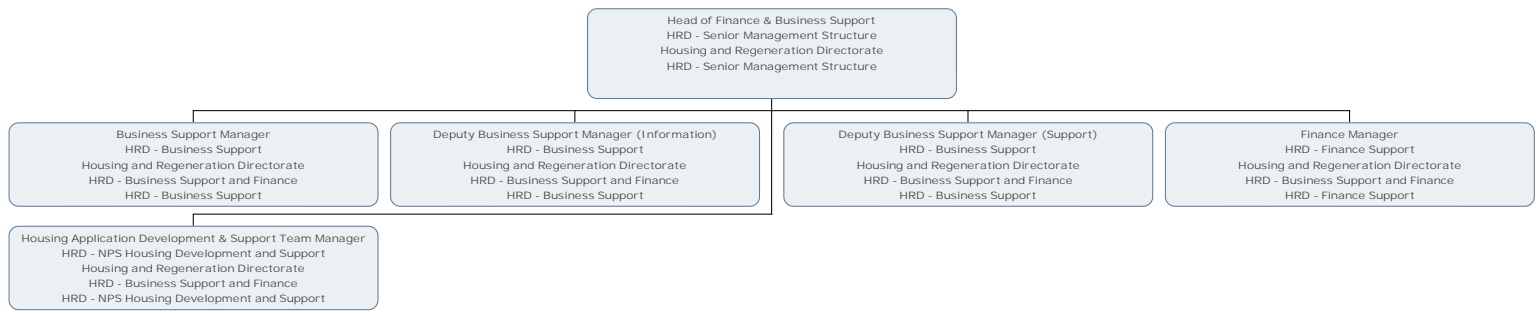 Head of Finance & Business Support
HRD - Senior Management Structure
Housing and Regeneration Directorate
HRD - Senior Management Structure
Business Support Manager
HRD - Business Support
Housing and Regeneration Directorate
HRD - Business Support and Finance
HRD - Business Support
Deputy Business Support Manager (Information)
HRD - Business Support
Housing and Regeneration Directorate
HRD - Business Support and Finance
HRD - Business Support
Deputy Business Support Manager (Support)
HRD - Business Support
Housing and Regeneration Directorate
HRD - Business Support and Finance
HRD - Business Support
Finance Manager
HRD - Finance Support
Housing and Regeneration Directorate
HRD - Business Support and Finance
HRD - Finance Support
Housing Application Development & Support Team Manager
HRD - NPS Housing Development and Support
Housing and Regeneration Directorate
HRD - Business Support and Finance
HRD - NPS Housing Development and Support